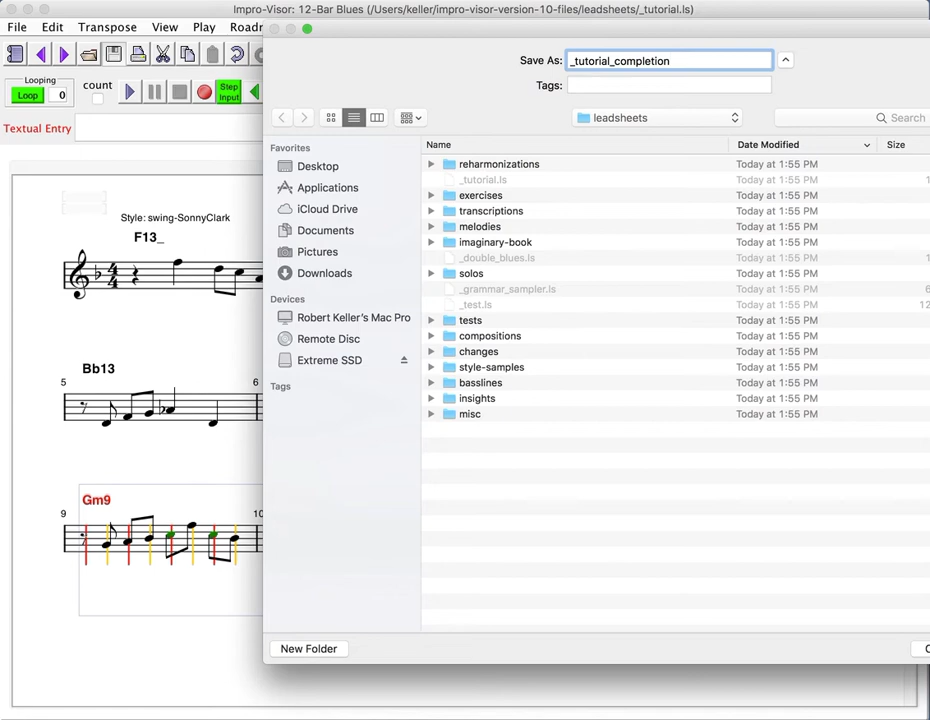 Impro-Visor: 12-Bar Blues (/Users/keller/impro-visor-version-10-files/leadsheets/_tutorial.ls)
File Edit Transpose View Play Roadr
Save As: _tutorial_completion
Tags:
Looping
Loop 0
count
Step Input
Textual Entry
leadsheets
Search
Favorites
Desktop
Applications
iCloud Drive
Documents
Pictures
Downloads
Devices
Robert Keller's Mac Pro
Remote Disc
Extreme SSD
Tags
Name Date Modified Size
reharmonizations Today at 1:55 PM
_tutorial.ls Today at 1:55 PM 1
exercises Today at 1:55 PM
transcriptions Today at 1:55 PM
melodies Today at 1:55 PM
imaginary-book Today at 1:55 PM
_double_blues.ls Today at 1:55 PM 1
solos Today at 1:55 PM
_grammar_sampler.ls Today at 1:55 PM 6
_test.ls Today at 1:55 PM 12
tests Today at 1:55 PM
compositions Today at 1:55 PM
changes Today at 1:55 PM
style-samples Today at 1:55 PM
basslines Today at 1:55 PM
insights Today at 1:55 PM
misc Today at 1:55 PM
New Folder
Style: swing-SonnyClark
F13_
4
4
Bb13
5 6
Gm9
9 10